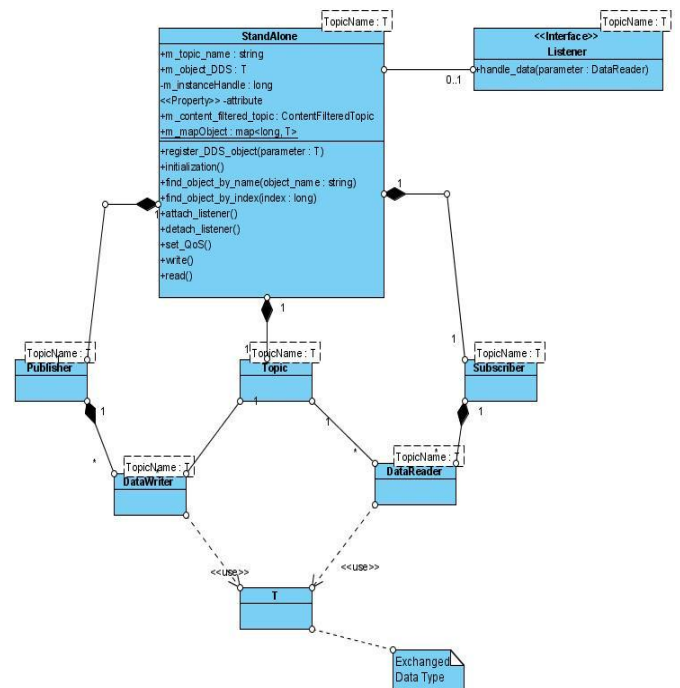 TopicName : T
StandAlone
+m_topic_name : string
+m_object_DDS : T
-m_instanceHandle : long
<<Property>> -attribute
+m_content_filtered_topic : ContentFilteredTopic
+m_mapObject : map<long, T>
+register_DDS_object(parameter : T)
+initialization()
+find_object_by_name(object_name : string)
+find_object_by_index(index : long)
+attach_listener()
+detach_listener()
+set_QoS()
+write()
+read()
TopicName : T
<<Interface>>
Listener
+handle_data(parameter : DataReader)
0..1
1
1
1
TopicName : T
Publisher
1
TopicName : T
Topic
1
TopicName : T
Subscriber
1
1
1
1
*
*
*
TopicName : T
DataWriter
*
TopicName : T
DataReader
<<use>>
<<use>>
T
Exchanged
Data Type